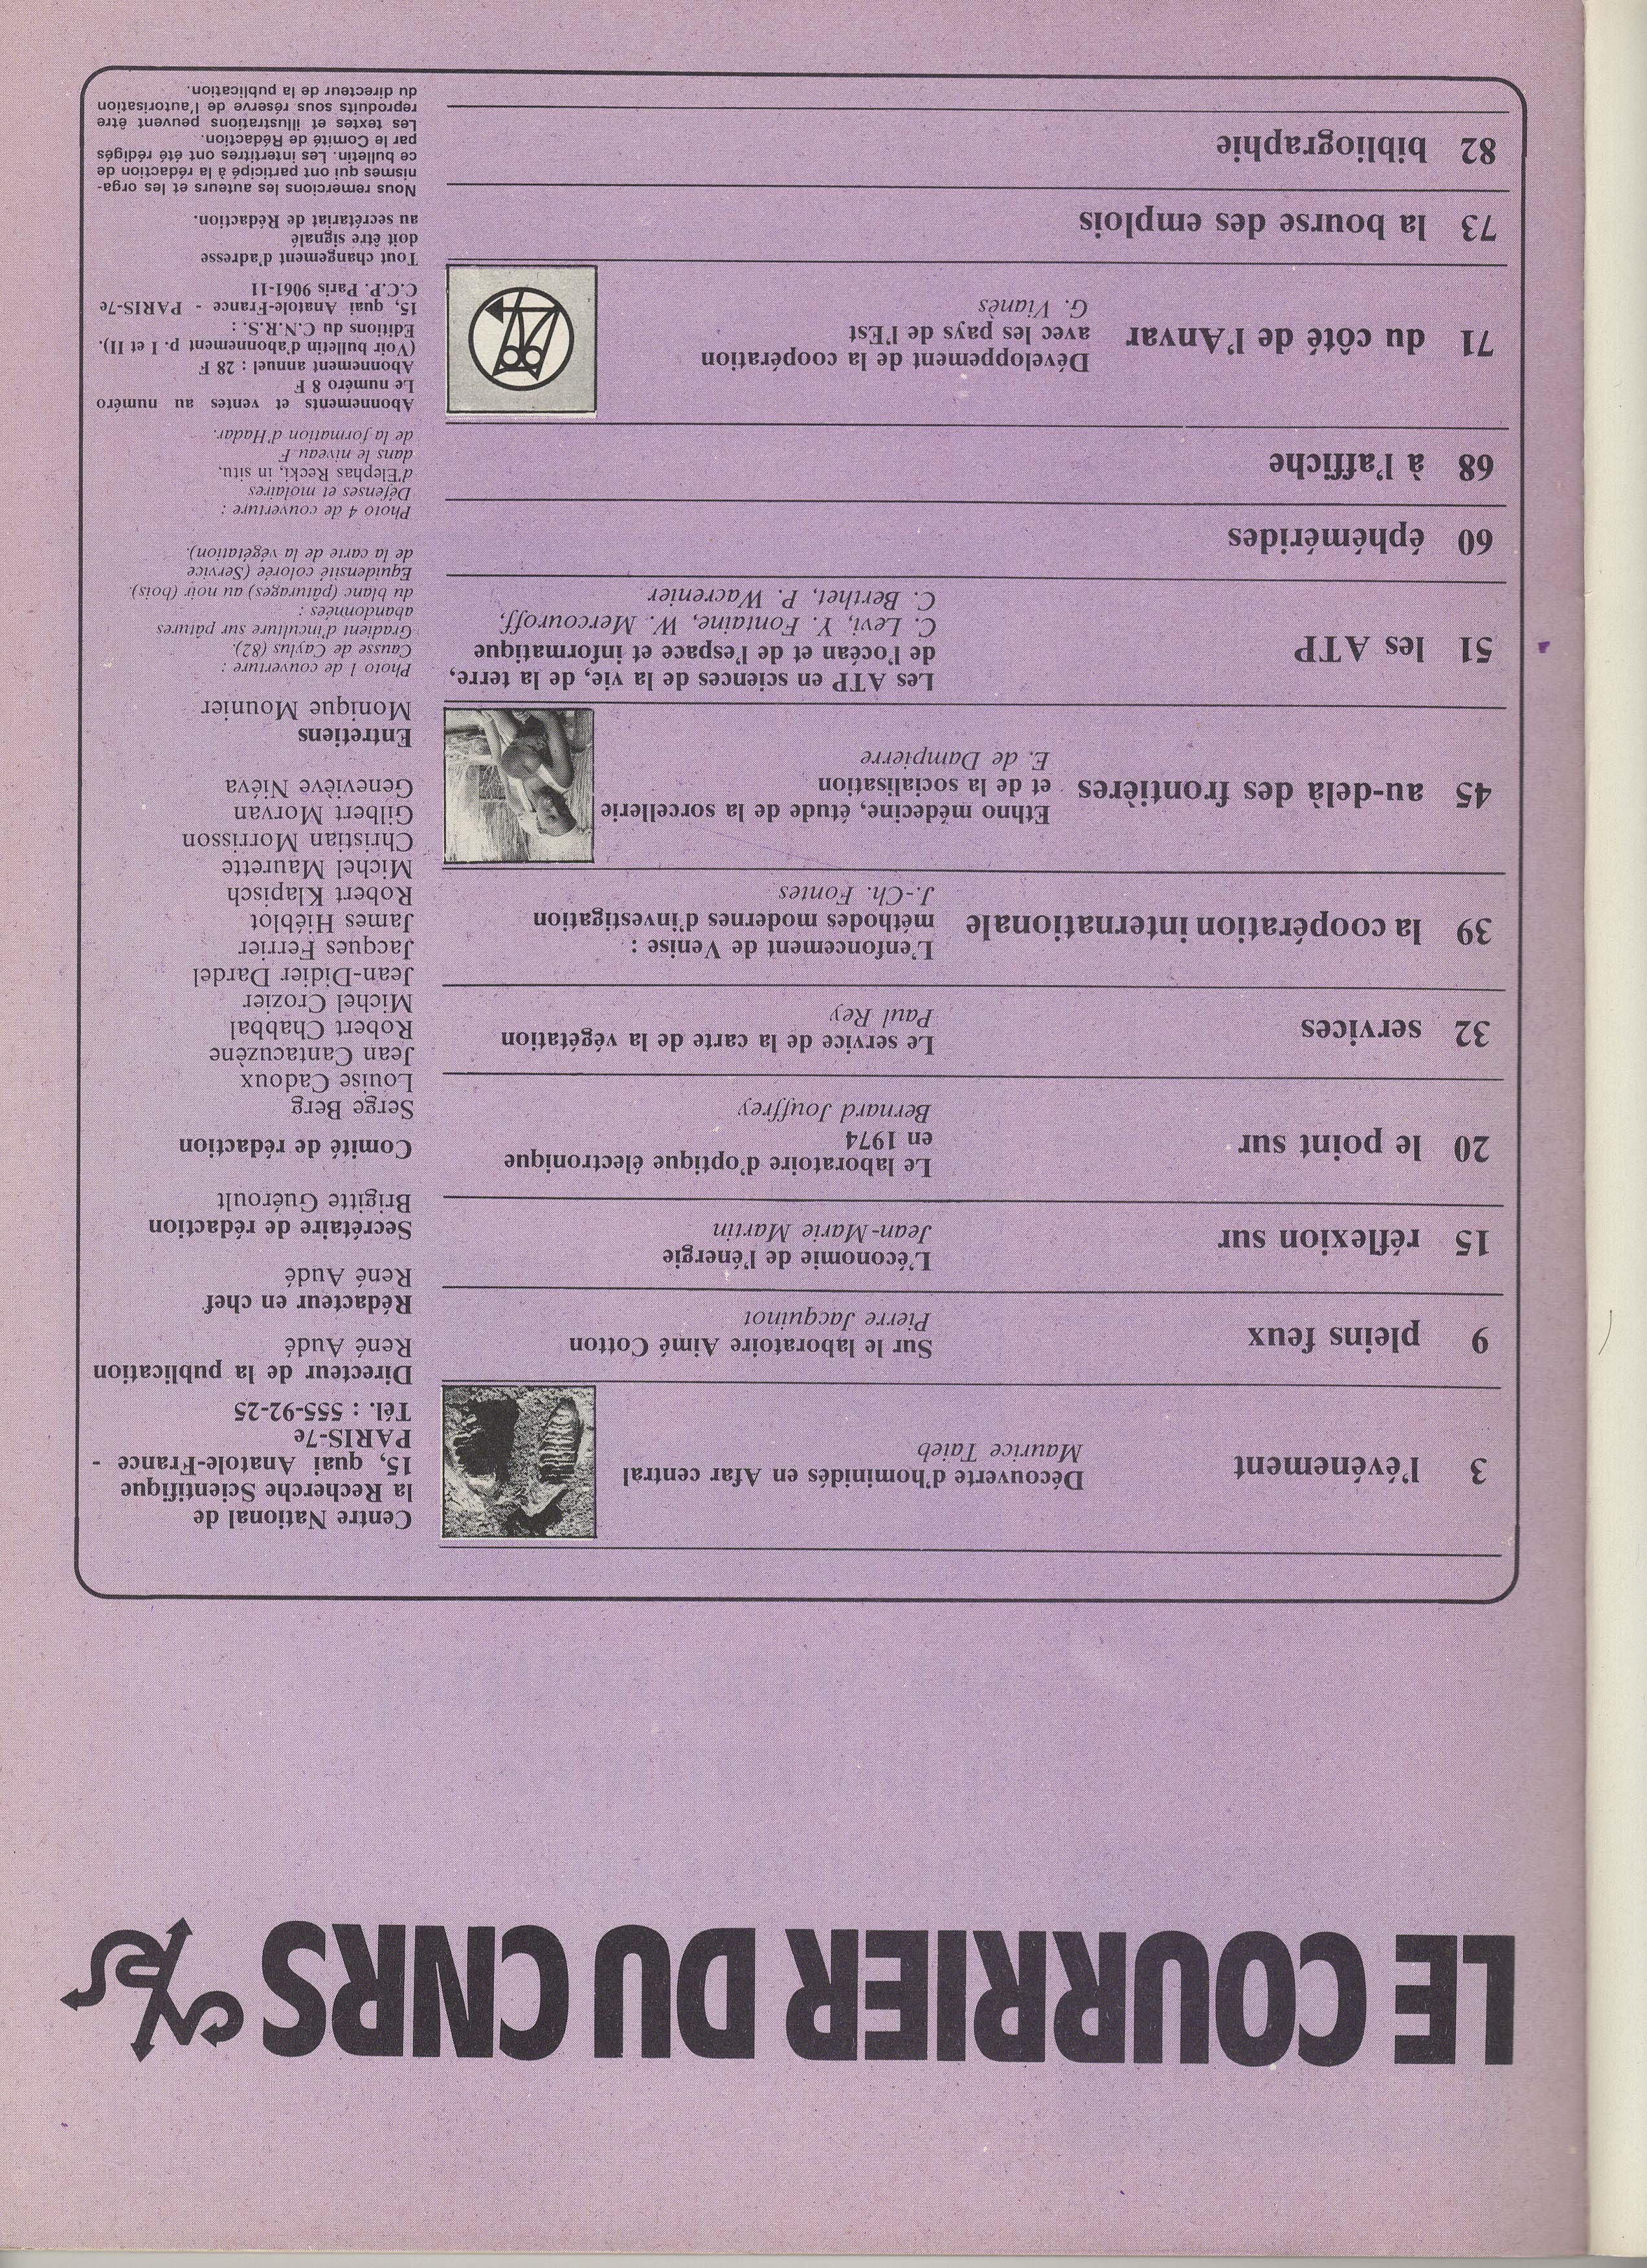 LE COURRIER DU CNRS
3 l'événement
Découverte d'hominidés en Afar central
Maurice Taieb
9 pleins feux
Sur le laboratoire Aimé Cotton
Pierre Jacquinot
15 réflexion sur
L'économie de l'énergie
Jean-Marie Martin
20 le point sur
Le laboratoire d'optique électronique
en 1974
Bernard Jouffrey
32 services
Le service de la carte de la végétation
Paul Rey
39 la coopération internationale
L'enfoncement de Venise :
méthodes modernes d'investigation
J.-Ch. Fontes
45 au-delà des frontières
Ethno médecine, étude de la sorcellerie
et de la socialisation
E. de Dampierre
51 les ATP
Les ATP en sciences de la vie, de la terre,
de l'océan et de l'espace et informatique
C. Levi, Y. Fontaine, W. Mercouroff,
C. Berthet, P. Wacrenier
60 éphémérides
68 à l'affiche
71 du côté de l'Anvar
Développement de la coopération
avec les pays de l'Est
G. Vianès
73 la bourse des emplois
82 bibliographie
Centre National de
la Recherche Scientifique
15, quai Anatole-France -
PARIS-7e
Tél. : 555-92-25
Directeur de la publication
René Audé
Rédacteur en chef
René Audé
Secrétaire de rédaction
Brigitte Guéroult
Comité de rédaction
Serge Berg
Louise Cadoux
Jean Cantacuzène
Robert Chabbal
Michel Crozier
Jean-Didier Dardel
Jacques Ferrier
James Hiéblot
Robert Klapisch
Michel Maurette
Christian Morrisson
Gilbert Morvan
Geneviève Niéva
Entretiens
Monique Mounier
Photo 1 de couverture :
Causse de Caylus (82).
Gradient d'inculture sur pâtures
abandonnées :
du blanc (pâturages) au noir (bois).
Equidensité colorée (Service
de la carte de la végétation).
Photo 4 de couverture :
Défenses et molaires
d'Elephas Recki, in situ,
dans le niveau F
de la formation d'Hadar.
Abonnements et ventes au numéro
Le numéro 8 F
Abonnement annuel : 28 F
(Voir bulletin d'abonnement p. I et II).
Editions du C.N.R.S. :
15, quai Anatole-France - PARIS-7e
C.C.P. Paris 9061-11
Tout changement d'adresse
doit être signalé
au secrétariat de Rédaction.
Nous remercions les auteurs et les orga-
nismes qui ont participé à la rédaction de
ce bulletin. Les intertitres ont été rédigés
par le Comité de Rédaction.
Les textes et illustrations peuvent être
reproduits sous réserve de l'autorisation
du directeur de la publication.